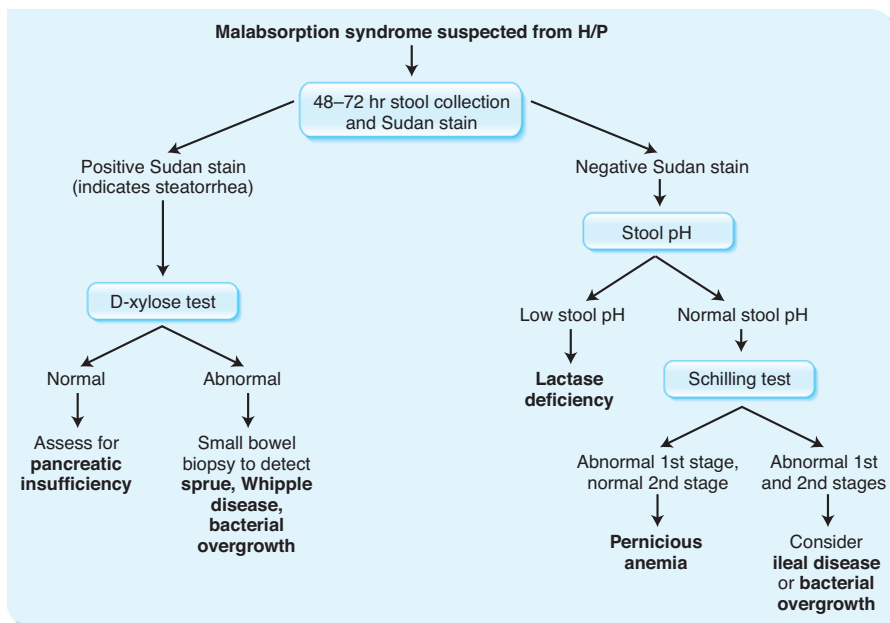 Malabsorption syndrome suspected from H/P
48–72 hr stool collection
and Sudan stain
Positive Sudan stain
(indicates steatorrhea)
Negative Sudan stain
Stool pH
D-xylose test
Low stool pH
Normal stool pH
Normal
Abnormal
Lactase
deficiency
Schilling test
Assess for
pancreatic
insufficiency
Small bowel
biopsy to detect
sprue, Whipple
disease,
bacterial
overgrowth
Abnormal 1st stage,
normal 2nd stage
Abnormal 1st
and 2nd stages
Pernicious
anemia
Consider
ileal disease
or bacterial
overgrowth